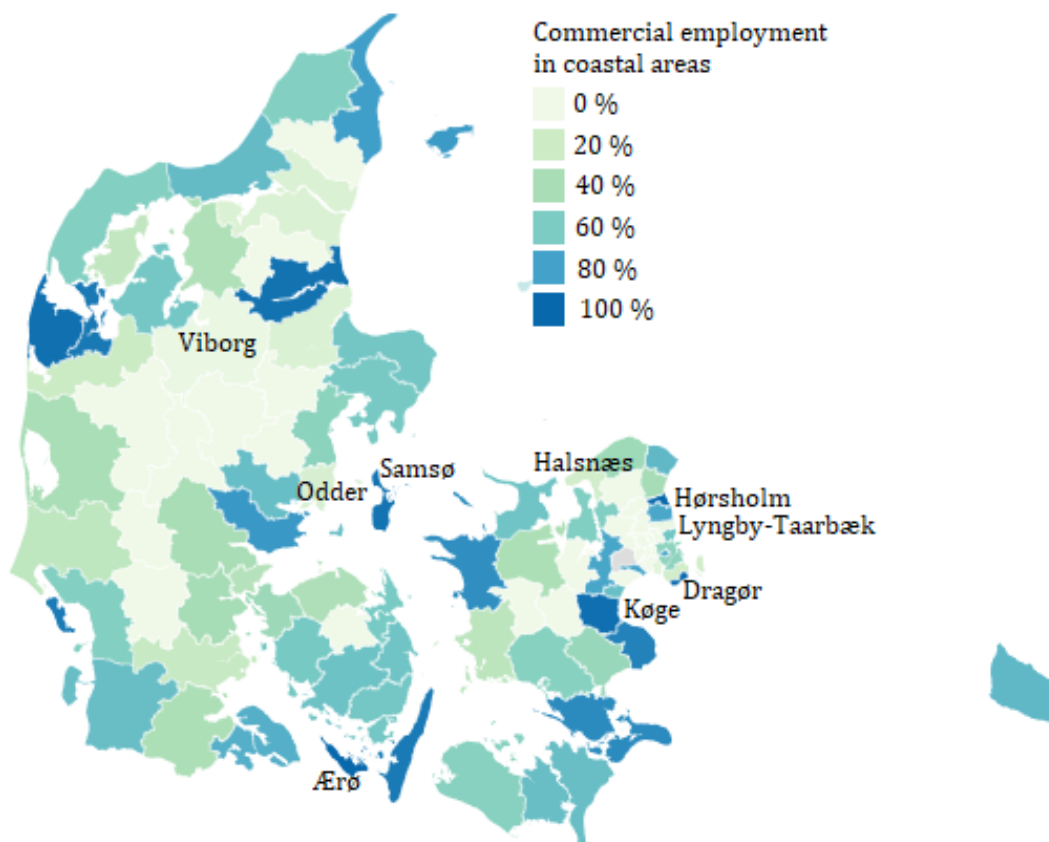 Commercial employment
in coastal areas
0 %
20 %
40 %
60 %
80 %
100 %
Viborg
Samsø
Odder
Halsnæs
Hørsholm
Lyngby-Taarbæk
Dragør
Køge
Ærø